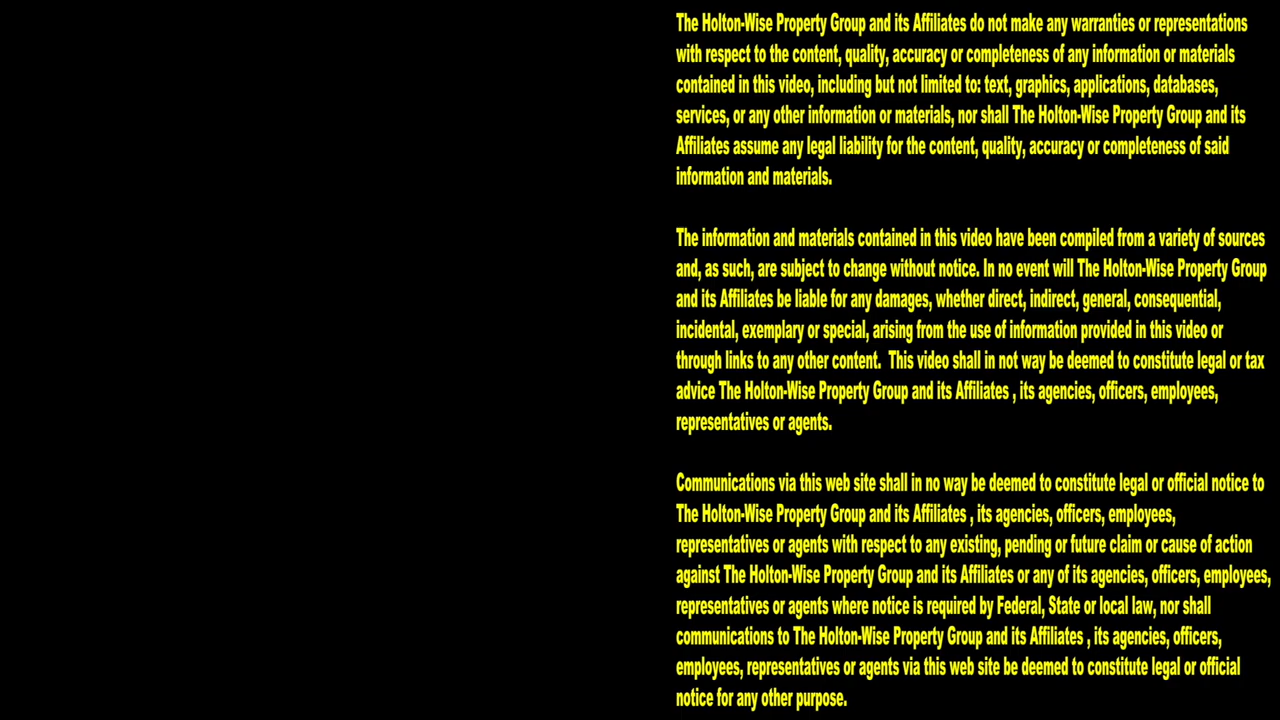 The Holton-Wise Property Group and its Affiliates do not make any warranties or representations
with respect to the content, quality, accuracy or completeness of any information or materials
contained in this video, including but not limited to: text, graphics, applications, databases,
services, or any other information or materials, nor shall The Holton-Wise Property Group and its
Affiliates assume any legal liability for the content, quality, accuracy or completeness of said
information and materials.
The information and materials contained in this video have been compiled from a variety of sources
and, as such, are subject to change without notice. In no event will The Holton-Wise Property Group
and its Affiliates be liable for any damages, whether direct, indirect, general, consequential,
incidental, exemplary or special, arising from the use of information provided in this video or
through links to any other content.  This video shall in not way be deemed to constitute legal or tax
advice The Holton-Wise Property Group and its Affiliates , its agencies, officers, employees,
representatives or agents.
Communications via this web site shall in no way be deemed to constitute legal or official notice to
The Holton-Wise Property Group and its Affiliates , its agencies, officers, employees,
representatives or agents with respect to any existing, pending or future claim or cause of action
against The Holton-Wise Property Group and its Affiliates or any of its agencies, officers, employees,
representatives or agents where notice is required by Federal, State or local law, nor shall
communications to The Holton-Wise Property Group and its Affiliates , its agencies, officers,
employees, representatives or agents via this web site be deemed to constitute legal or official
notice for any other purpose.